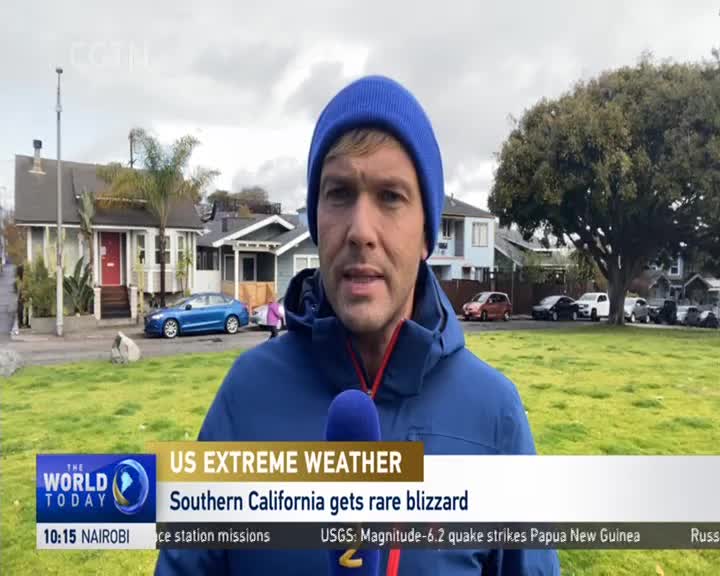 CGTN
US EXTREME WEATHER
THE
WORLD
TODAY
Southern California gets rare blizzard
10:15 NAIROBI
ace station missions USGS: Magnitude-6.2 quake strikes Papua New Guinea Russ
2